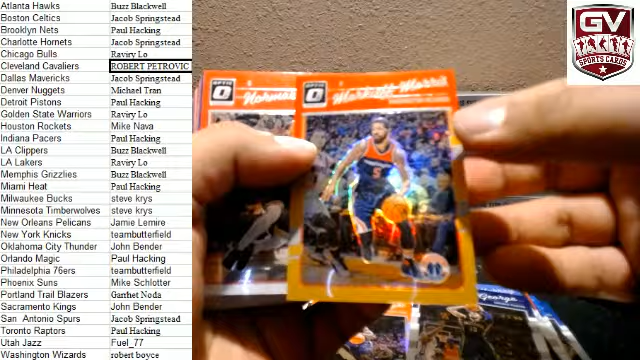 Atlanta Hawks Buzz Blackwell
Boston Celtics Jacob Springstead
Brooklyn Nets Paul Hacking
Charlotte Hornets Jacob Springstead
Chicago Bulls Raviry Lo
Cleveland Cavaliers ROBERT PETROVIC
Dallas Mavericks Jacob Springstead
Denver Nuggets Michael Tran
Detroit Pistons Paul Hacking
Golden State Warriors Raviry Lo
Houston Rockets Mike Nava
Indiana Pacers Paul Hacking
LA Clippers Buzz Blackwell
LA Lakers Raviry Lo
Memphis Grizzlies Buzz Blackwell
Miami Heat Paul Hacking
Milwaukee Bucks steve krys
Minnesota Timberwolves steve krys
New Orleans Pelicans Jamie Lemire
New York Knicks teambutterfield
Oklahoma City Thunder John Bender
Orlando Magic Paul Hacking
Philadelphia 76ers teambutterfield
Phoenix Suns Mike Schlotter
Portland Trail Blazers Garrhet Noda
Sacramento Kings John Bender
San Antonio Spurs Jacob Springstead
Toronto Raptors Paul Hacking
Utah Jazz Fuel_77
Washington Wizards robert boyce
GV
SPORTS CARDS
OPTIC
OPTIC
5
George